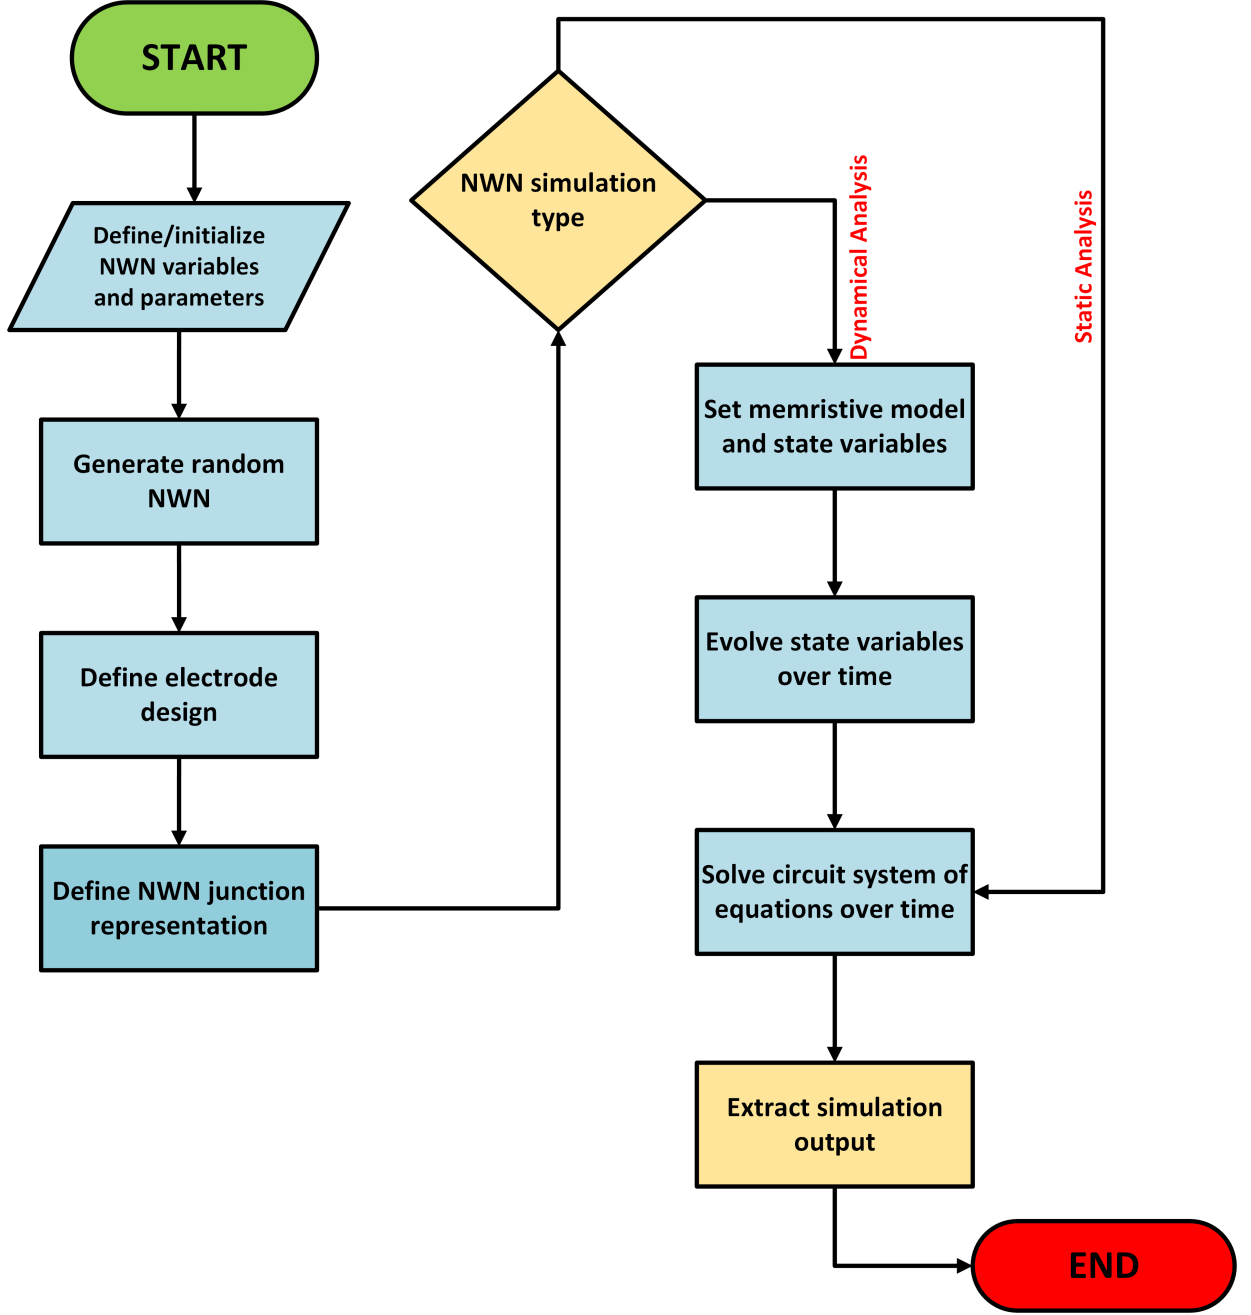 START
Define/initialize
NWN variables
and parameters
Generate random
NWN
Define electrode
design
Define NWN junction
representation
NWN simulation
type
Dynamical Analysis
Static Analysis
Set memristive model
and state variables
Evolve state variables
over time
Solve circuit system of
equations over time
Extract simulation
output
END